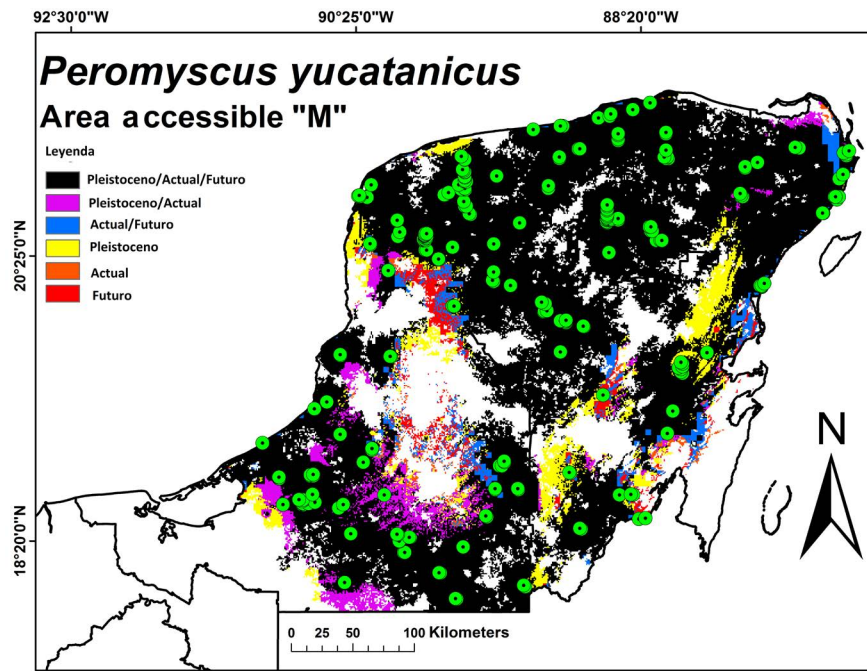 92°30'0"W
90°25'0"W
88°20'0"W
Peromyscus yucatanicus
Area accessible "M"
Leyenda
Pleistoceno/Actual/Futuro
Pleistoceno/Actual
Actual/Futuro
Pleistoceno
Actual
Futuro
20°25'0"N
18°20'0"N
N
0 25 50 100 Kilometers